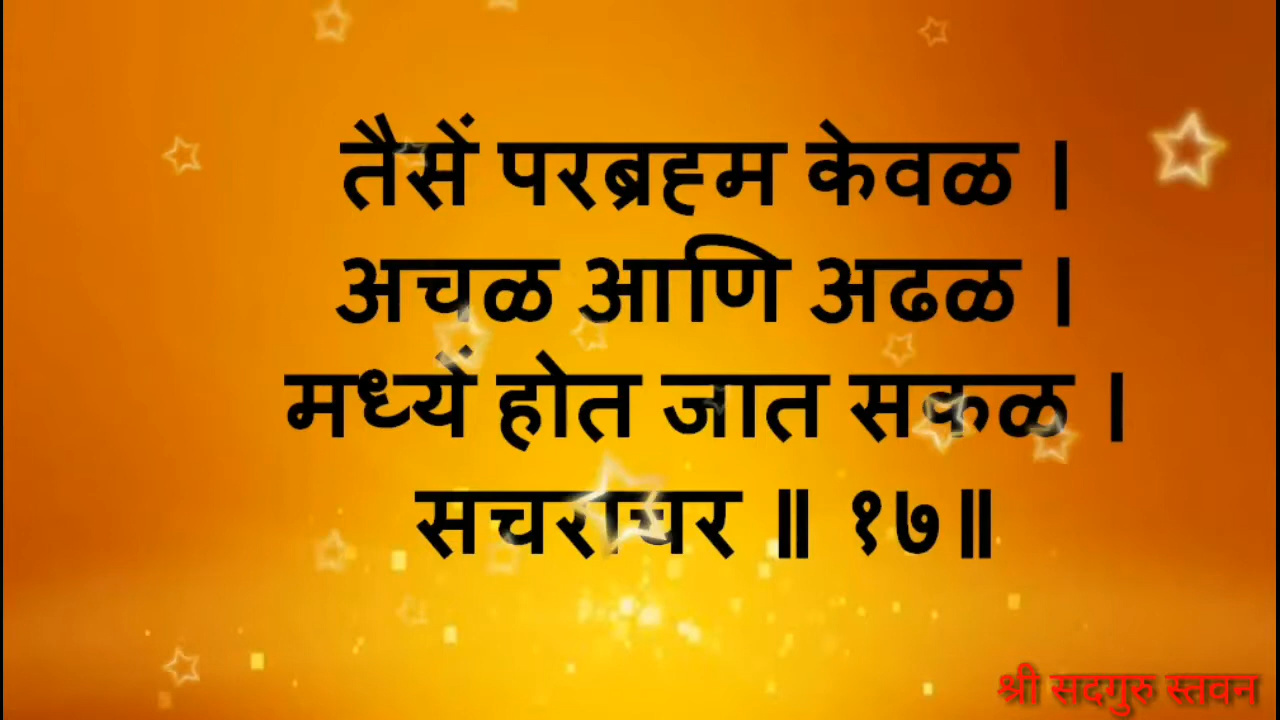 तैसें परब्रह्म केवळ ।
अचळ आणि अढळ ।
मध्यें होत जात सकळ ।
सचराचर ॥ १७॥
श्री सदगुरु स्तवन